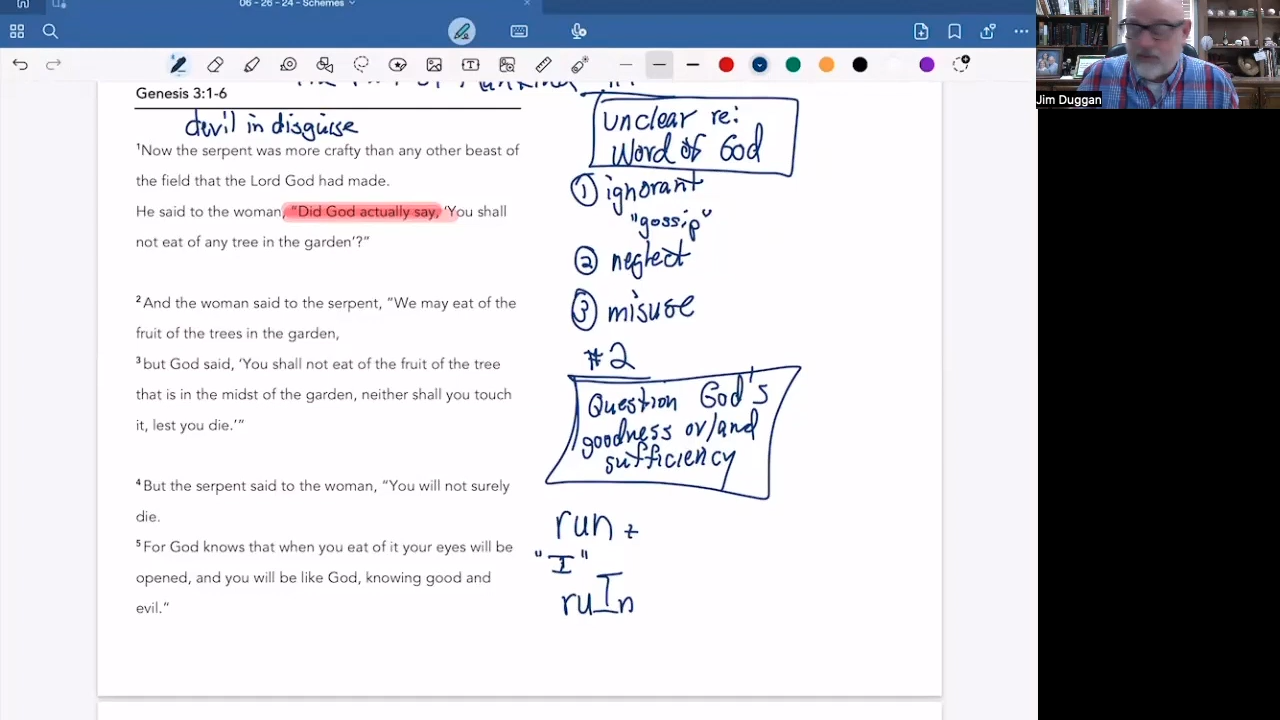 06 - 26 - 24 - Schemes
Jim Duggan
Genesis 3:1-6
devil in disguise
¹Now the serpent was more crafty than any other beast of
the field that the Lord God had made.
He said to the woman, “Did God actually say, ‘You shall
not eat of any tree in the garden’?”
²And the woman said to the serpent, “We may eat of the
fruit of the trees in the garden,
³but God said, ‘You shall not eat of the fruit of the tree
that is in the midst of the garden, neither shall you touch
it, lest you die.’”
⁴But the serpent said to the woman, “You will not surely
die.
⁵For God knows that when you eat of it your eyes will be
opened, and you will be like God, knowing good and
evil.“
unclear re:
Word of God
① ignorant
"gossip"
② neglect
③ misuse
#2
Question God's
goodness or/and
sufficiency
run +
"I"
ruIn